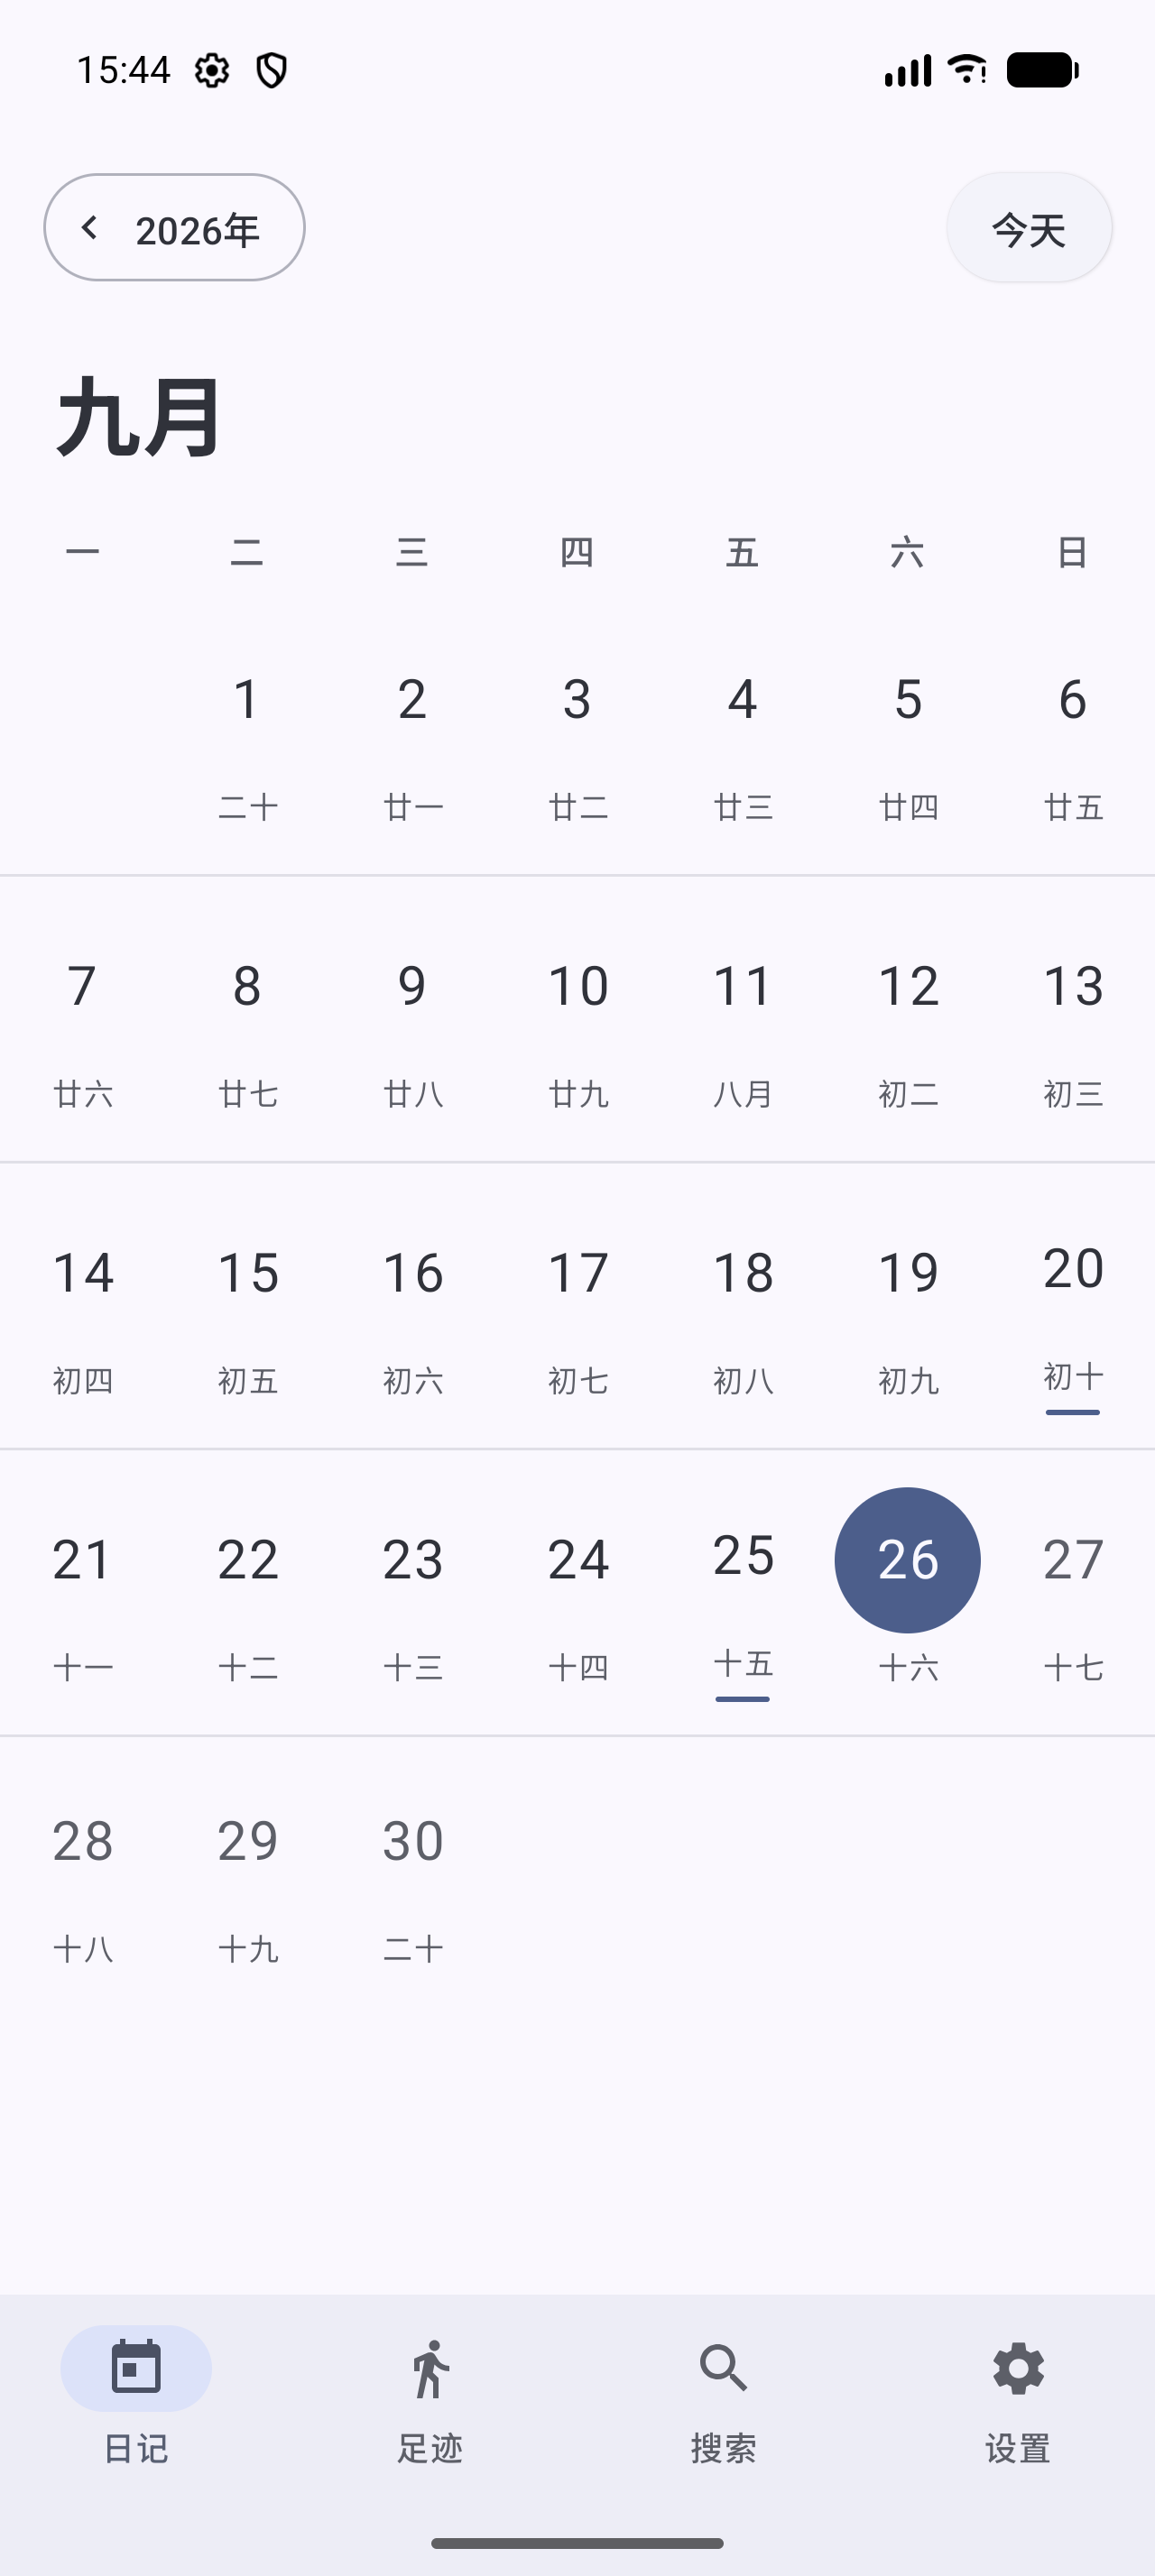 15:44
2026年
今天
九月
一 二 三 四 五 六 日
1 2 3 4 5 6
二十 廿一 廿二 廿三 廿四 廿五
7 8 9 10 11 12 13
廿六 廿七 廿八 廿九 八月 初二 初三
14 15 16 17 18 19 20
初四 初五 初六 初七 初八 初九 初十
21 22 23 24 25 26 27
十一 十二 十三 十四 十五 十六 十七
28 29 30
十八 十九 二十
日记 足迹 搜索 设置